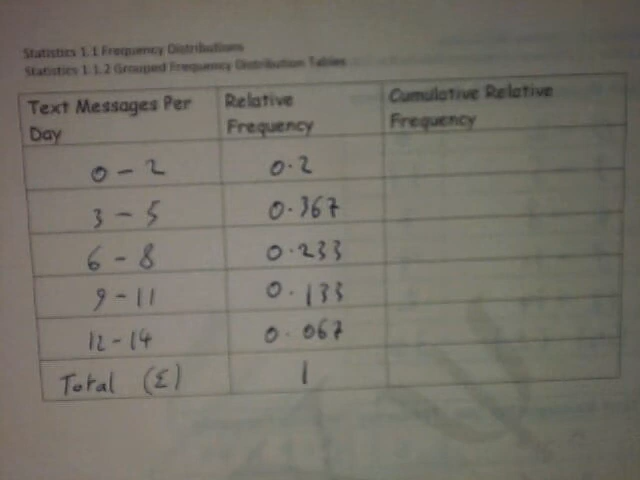 Statistics 1.1 Frequency Distributions
Statistics 1.1.2 Grouped Frequency Distribution Tables
Text Messages Per Day Relative Frequency Cumulative Relative Frequency
0 - 2 0.2
3 - 5 0.367
6 - 8 0.233
9 - 11 0.133
12 - 14 0.067
Total (Σ) 1